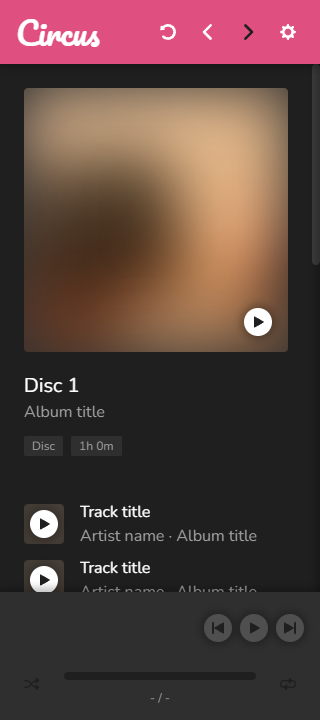 Circus
Disc 1
Album title
Disc
1h 0m
Track title
Artist name · Album title
Track title
Artist name · Album title
- / -